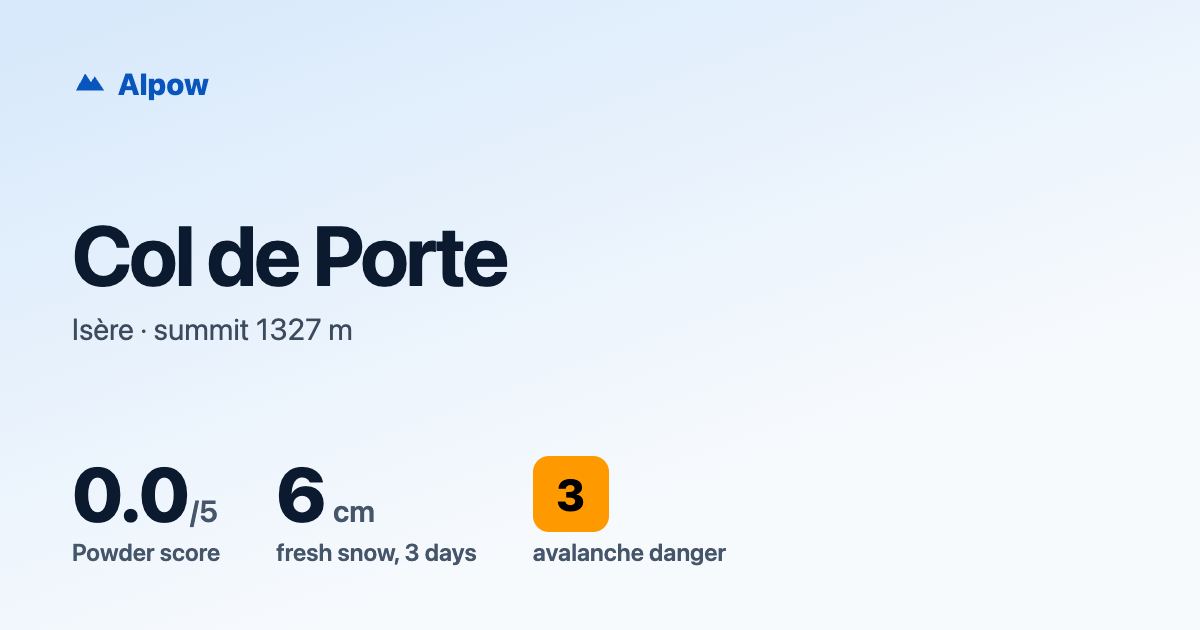 Alpow
Col de Porte
Isère · summit 1327 m
0.0/5
Powder score
6 cm
fresh snow, 3 days
3
avalanche danger